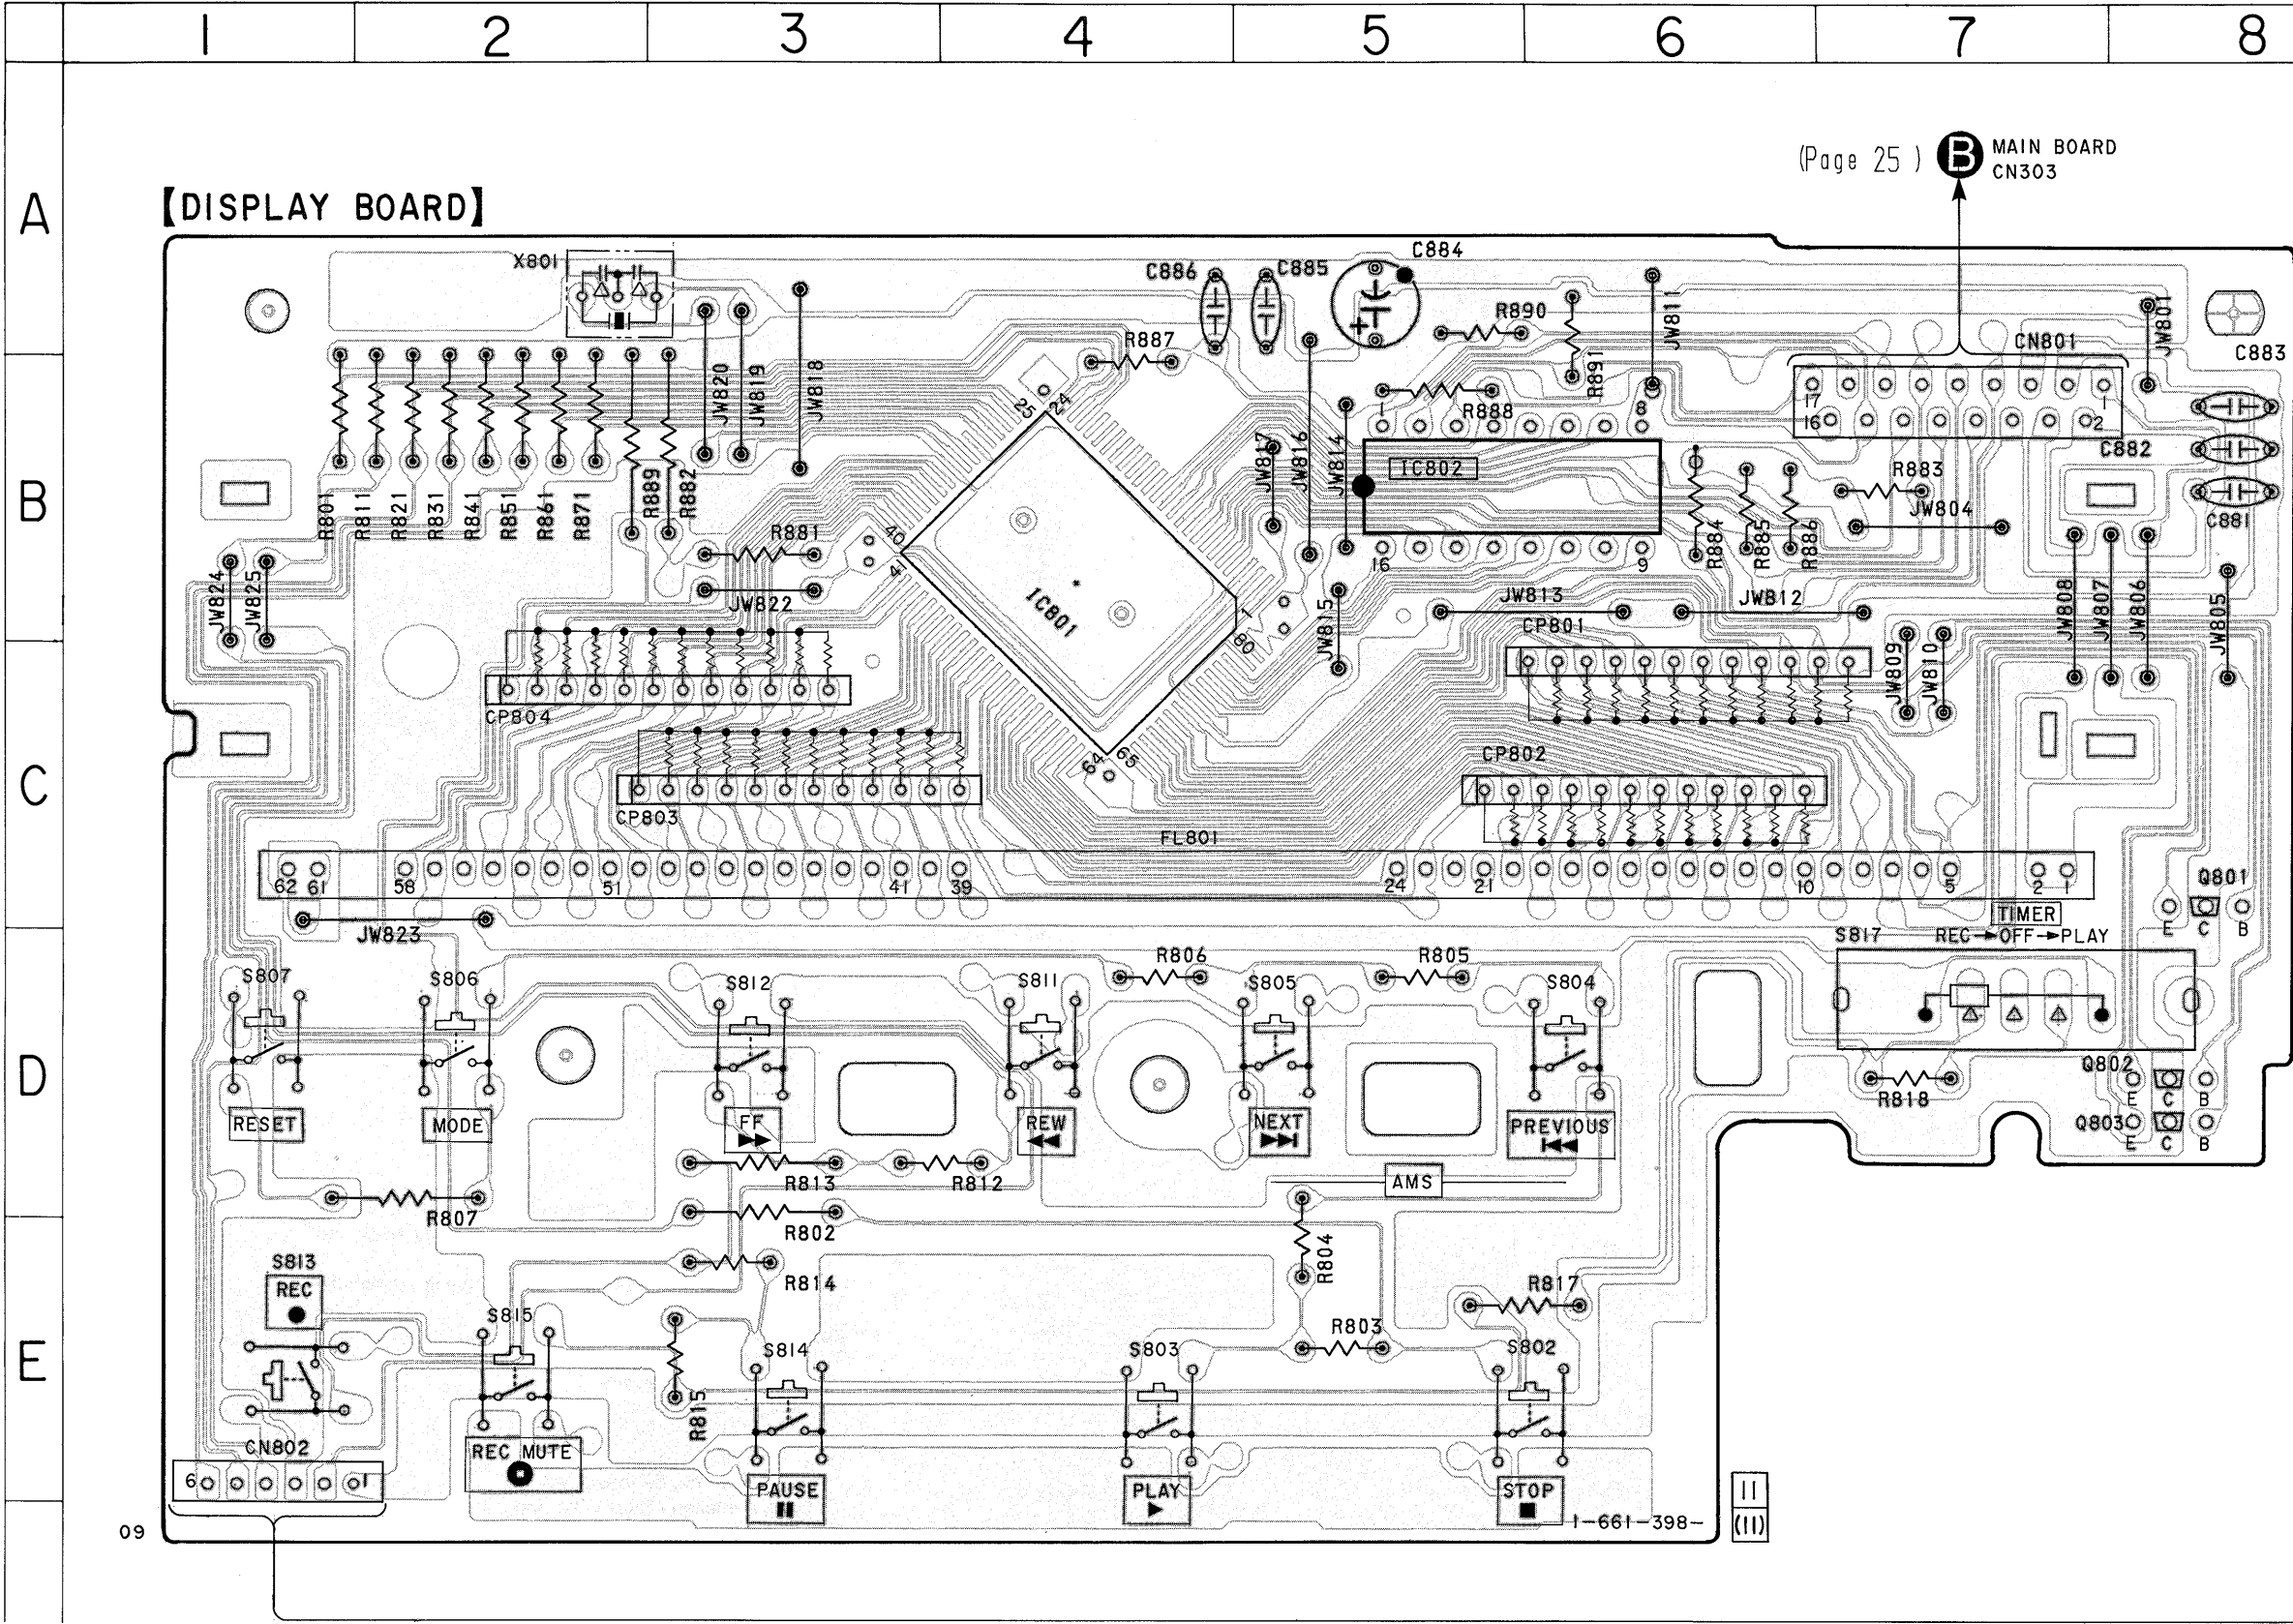 1 2 3 4 5 6 7 8
(Page 25 ) B MAIN BOARD
CN303
A
【DISPLAY BOARD】
X801
C886
C885
C884
R890
R891
JW811
CN801
JW801
C883
R887
JW820
JW819
JW818
25
24
R888
1
8
17
1
16
2
B
JW817
JW816
JW814
IC802
C882
R883
JW804
C881
R801
R811
R821
R831
R841
R851
R861
R871
R889
R882
R881
40
4
16
9
R884
R885
R886
JW824
JW825
JW822
IC801
1
80
JW815
JW813
JW812
CP801
JW808
JW807
JW806
JW805
JW809
JW810
CP804
64
65
CP802
C
CP803
FL801
62
61
58
51
41
39
24
21
10
5
2
1
Q801
JW823
TIMER
E C B
S817
REC→OFF→PLAY
S807
S806
S812
S811
R806
S805
R805
S804
D
Q802
R818
E C B
RESET
MODE
FF
REW
NEXT
PREVIOUS
Q803
E C B
R813
R812
AMS
R807
R802
R804
S813
REC
R814
R817
S815
R803
E
S814
S803
S802
R815
CN802
REC MUTE
6
1
PAUSE
PLAY
STOP
11
(11)
09
1-661-398-